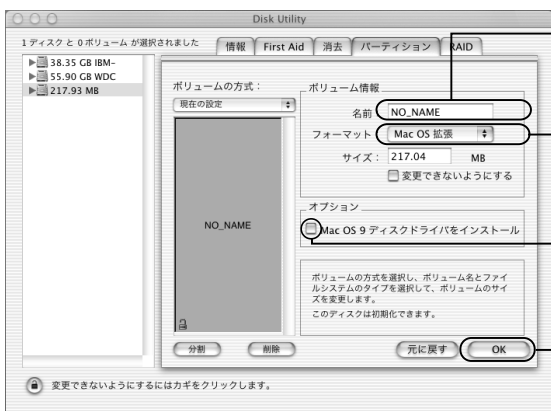 Disk Utility
1 ディスク と 0 ボリューム が選択されました
情報 First Aid 消去 パーティション RAID
38.35 GB IBM-
55.90 GB WDC
217.93 MB
ボリュームの方式：
現在の設定
NO_NAME
分割 削除
ボリューム情報
名前 NO_NAME
フォーマット Mac OS 拡張
サイズ： 217.04 MB
変更できないようにする
オプション
Mac OS 9 ディスクドライバをインストール
ボリュームの方式を選択し、ボリューム名とファイ
ルシステムのタイプを選択して、ボリュームのサイ
ズを変更します。
このディスクは初期化できます。
元に戻す OK
変更できないようにするにはカギをクリックします。